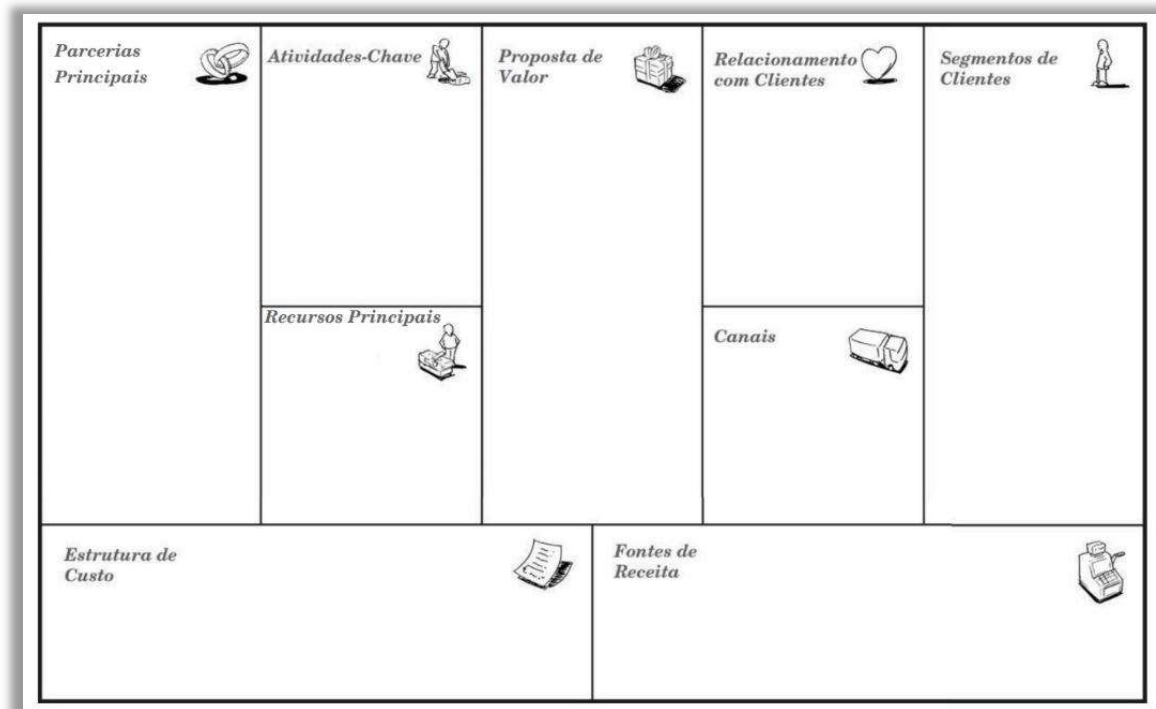 Parcerias
Principais
Atividades-Chave
Recursos Principais
Proposta de
Valor
Relacionamento
com Clientes
Canais
Segmentos de
Clientes
Estrutura de
Custo
Fontes de
Receita